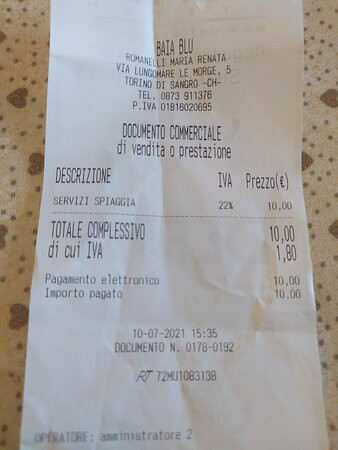 BAIA BLU
ROMANELLI MARIA RENATA
VIA LUNGOMARE LE MORGE, 5
TORINO DI SANGRO -CH-
TEL. 0873 911376
P.IVA 01816020695
DOCUMENTO COMMERCIALE
di vendita o prestazione
DESCRIZIONE IVA Prezzo(€)
SERVIZI SPIAGGIA 22% 10,00
TOTALE COMPLESSIVO 10,00
di cui IVA 1,80
Pagamento elettronico 10,00
Importo pagato 10,00
10-07-2021 15:35
DOCUMENTO N. 0178-0192
RT 72MU1083138
OPERATORE: amministratore 2